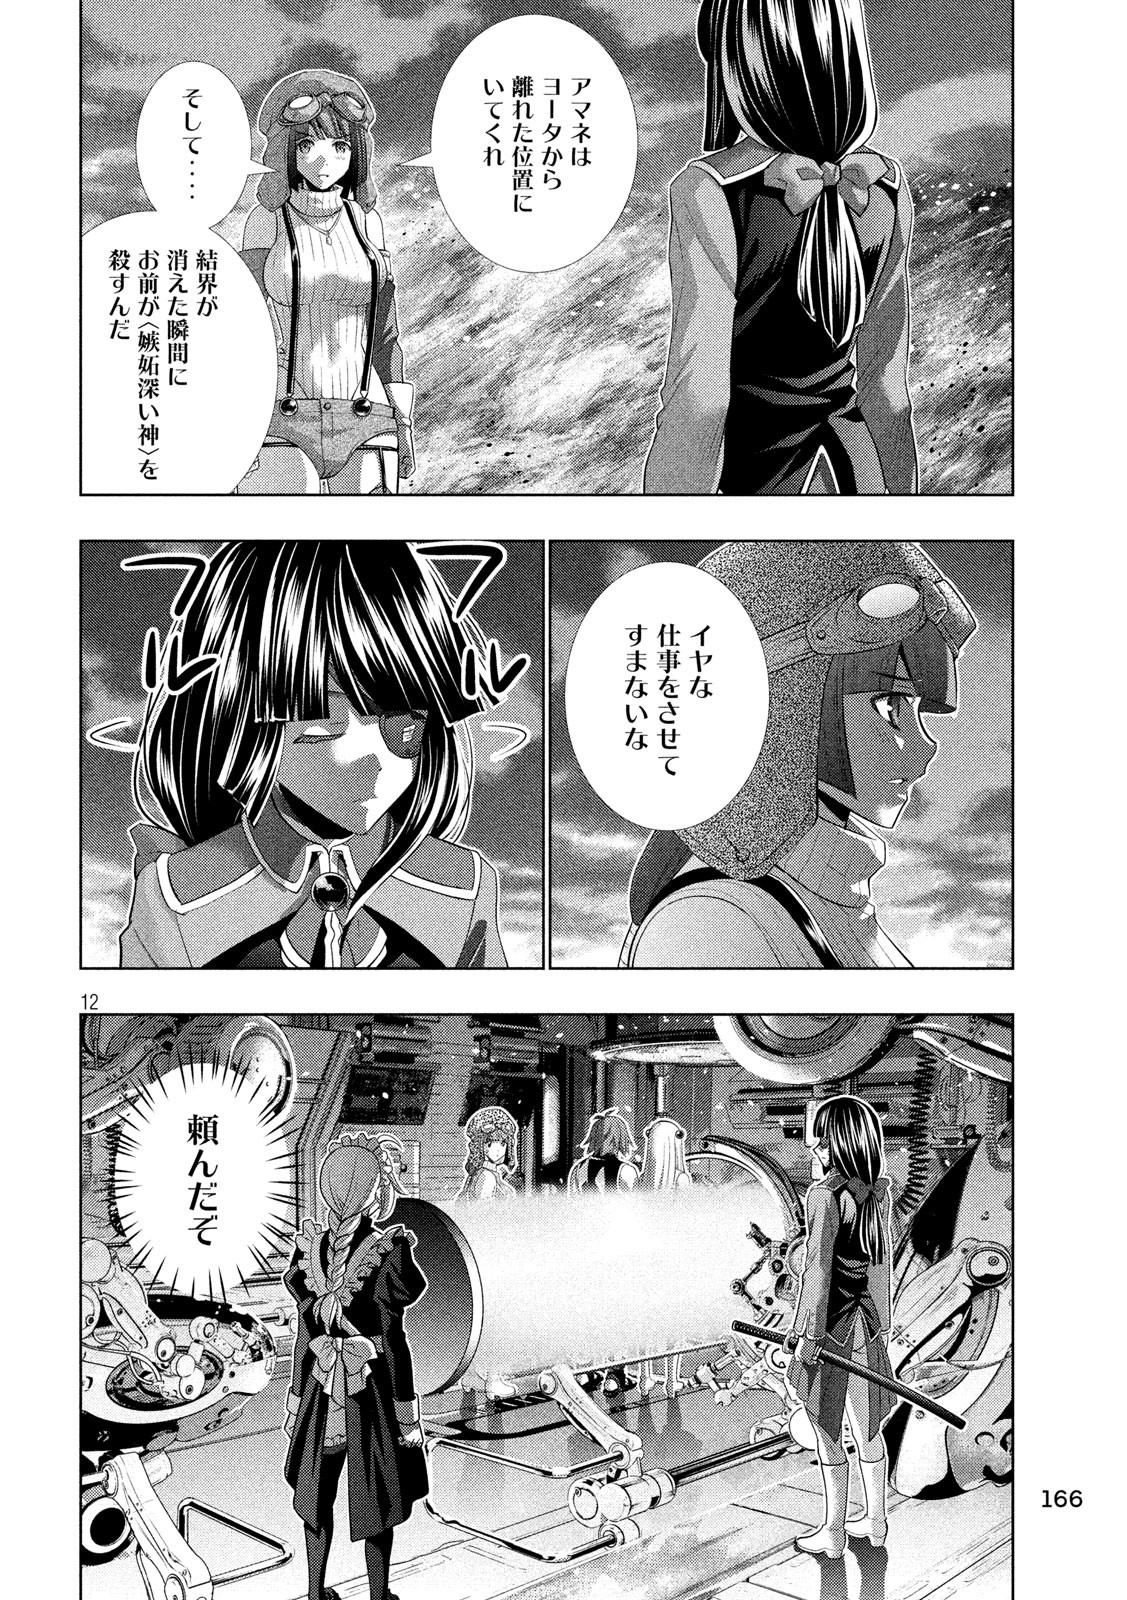 アマネは
ヨータから
離れた位置に
いてくれ
そして‥‥
結界が
消えた瞬間に
お前が〈嫉妬深い神〉を
殺すんだ
イヤな
仕事をさせて
すまないな
フル
フル
12
頼んだぞ
166